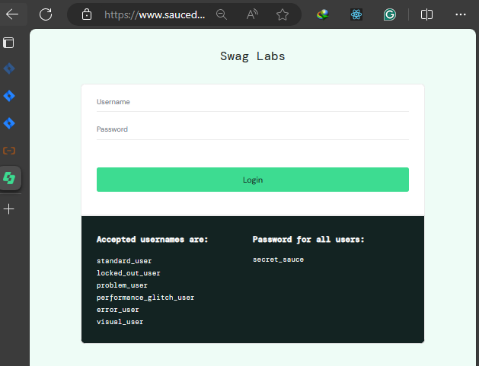 https://www.sauced...
Swag Labs
Username
Password
Login
Accepted usernames are:
standard_user
locked_out_user
problem_user
performance_glitch_user
error_user
visual_user
Password for all users:
secret_sauce